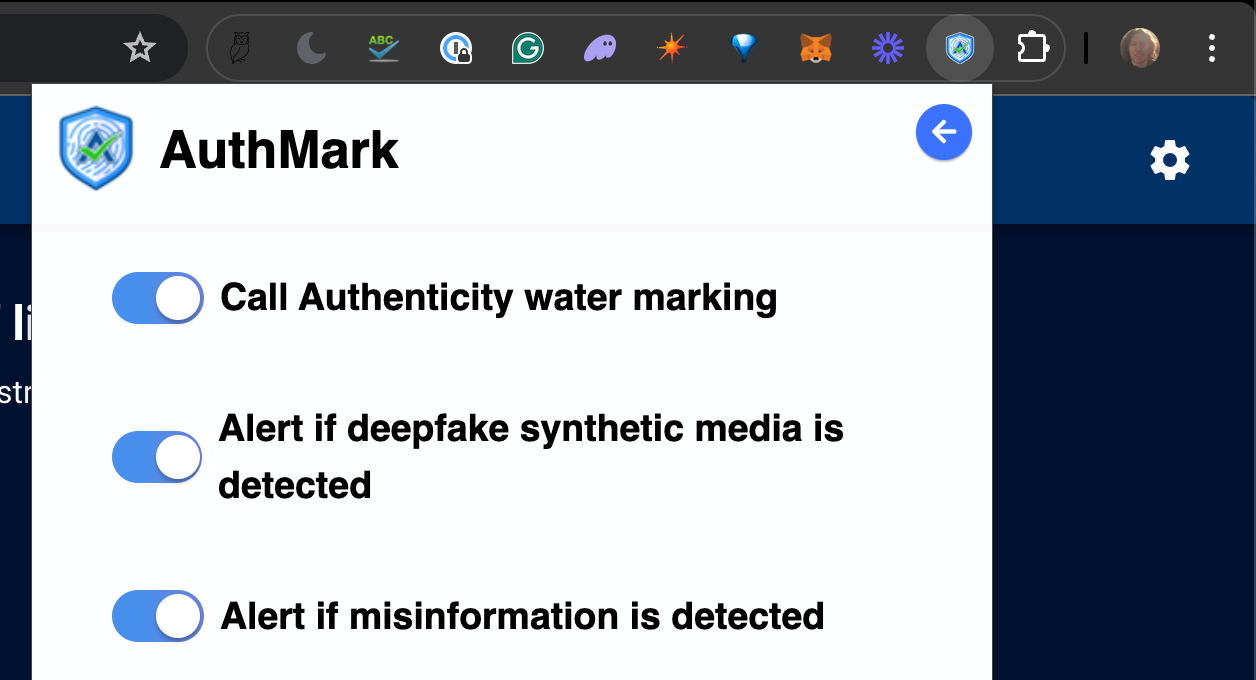 ABC
AuthMark
Call Authenticity water marking
li
str
Alert if deepfake synthetic media is
detected
Alert if misinformation is detected